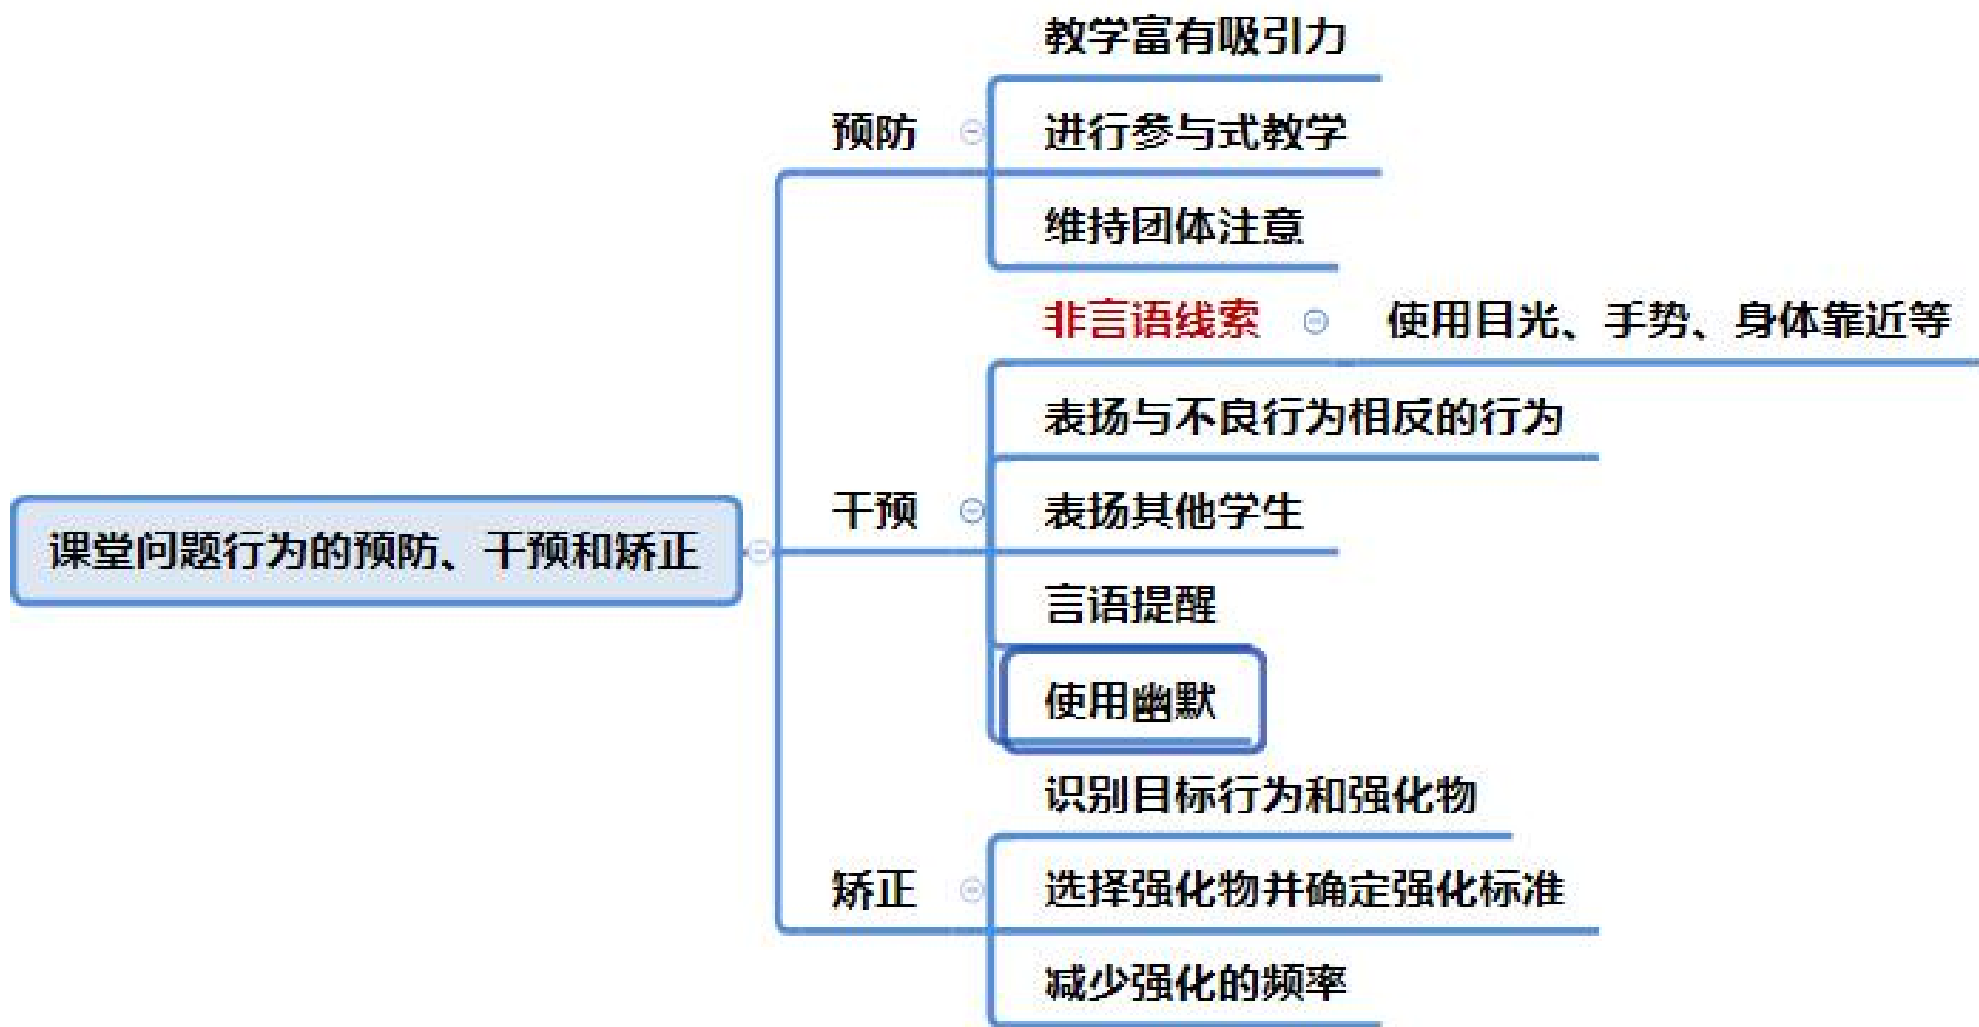 课堂问题行为的预防、干预和矫正
预防
教学富有吸引力
进行参与式教学
维持团体注意
干预
非言语线索
使用目光、手势、身体靠近等
表扬与不良行为相反的行为
表扬其他学生
言语提醒
使用幽默
矫正
识别目标行为和强化物
选择强化物并确定强化标准
减少强化的频率